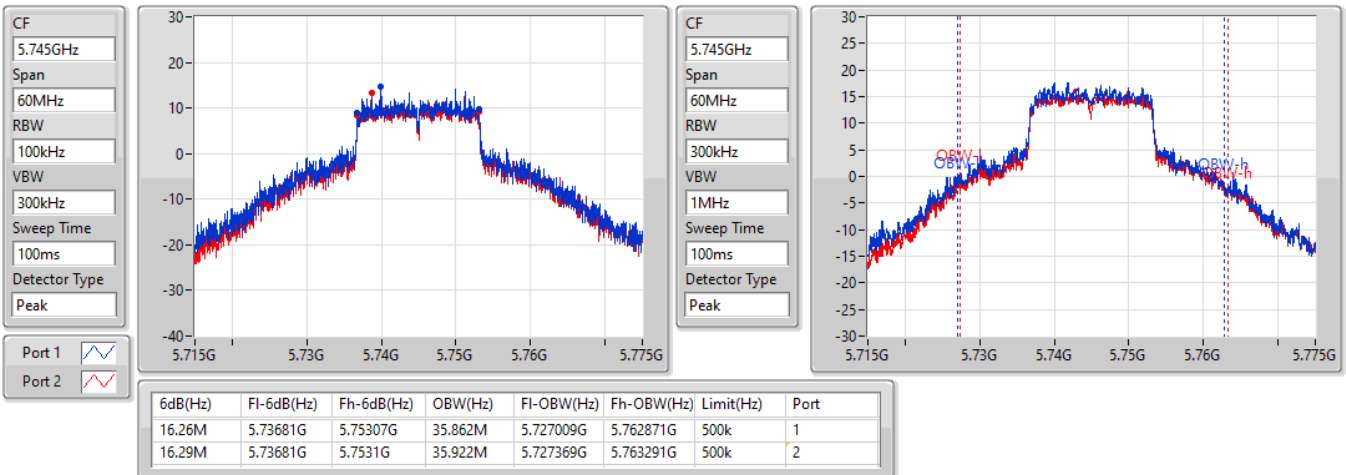 CF
5.745GHz
Span
60MHz
RBW
100kHz
VBW
300kHz
Sweep Time
100ms
Detector Type
Peak
Port 1
Port 2
30
20
10
0
-10
-20
-30
-40
5.715G 5.73G 5.74G 5.75G 5.76G 5.775G
CF
5.745GHz
Span
60MHz
RBW
300kHz
VBW
1MHz
Sweep Time
100ms
Detector Type
Peak
30
25
20
15
10
5
0
-5
-10
-15
-20
-25
-30
OBW-l
OBW-l
OBW-h
OBW-h
5.715G 5.73G 5.74G 5.75G 5.76G 5.775G
6dB(Hz) Fl-6dB(Hz) Fh-6dB(Hz) OBW(Hz) Fl-OBW(Hz) Fh-OBW(Hz) Limit(Hz) Port
16.26M 5.73681G 5.75307G 35.862M 5.727009G 5.762871G 500k 1
16.29M 5.73681G 5.7531G 35.922M 5.727369G 5.763291G 500k 2